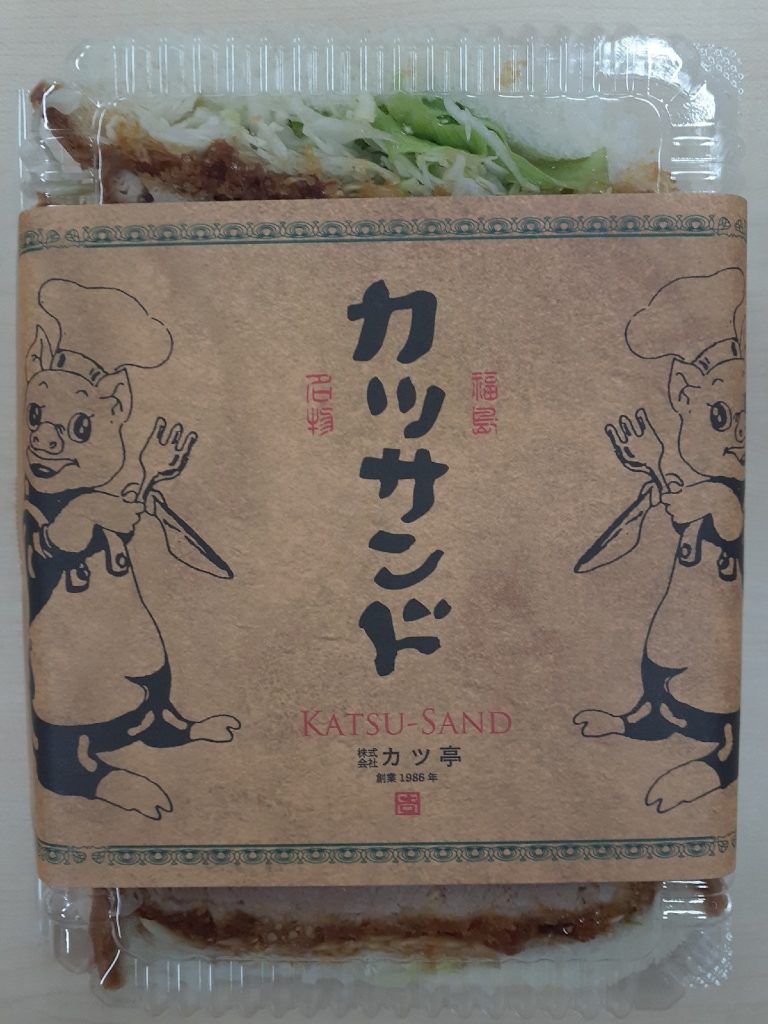 福島
カツサンド
名物
KATSU-SAND
株式会社カツ亭
創業1986年